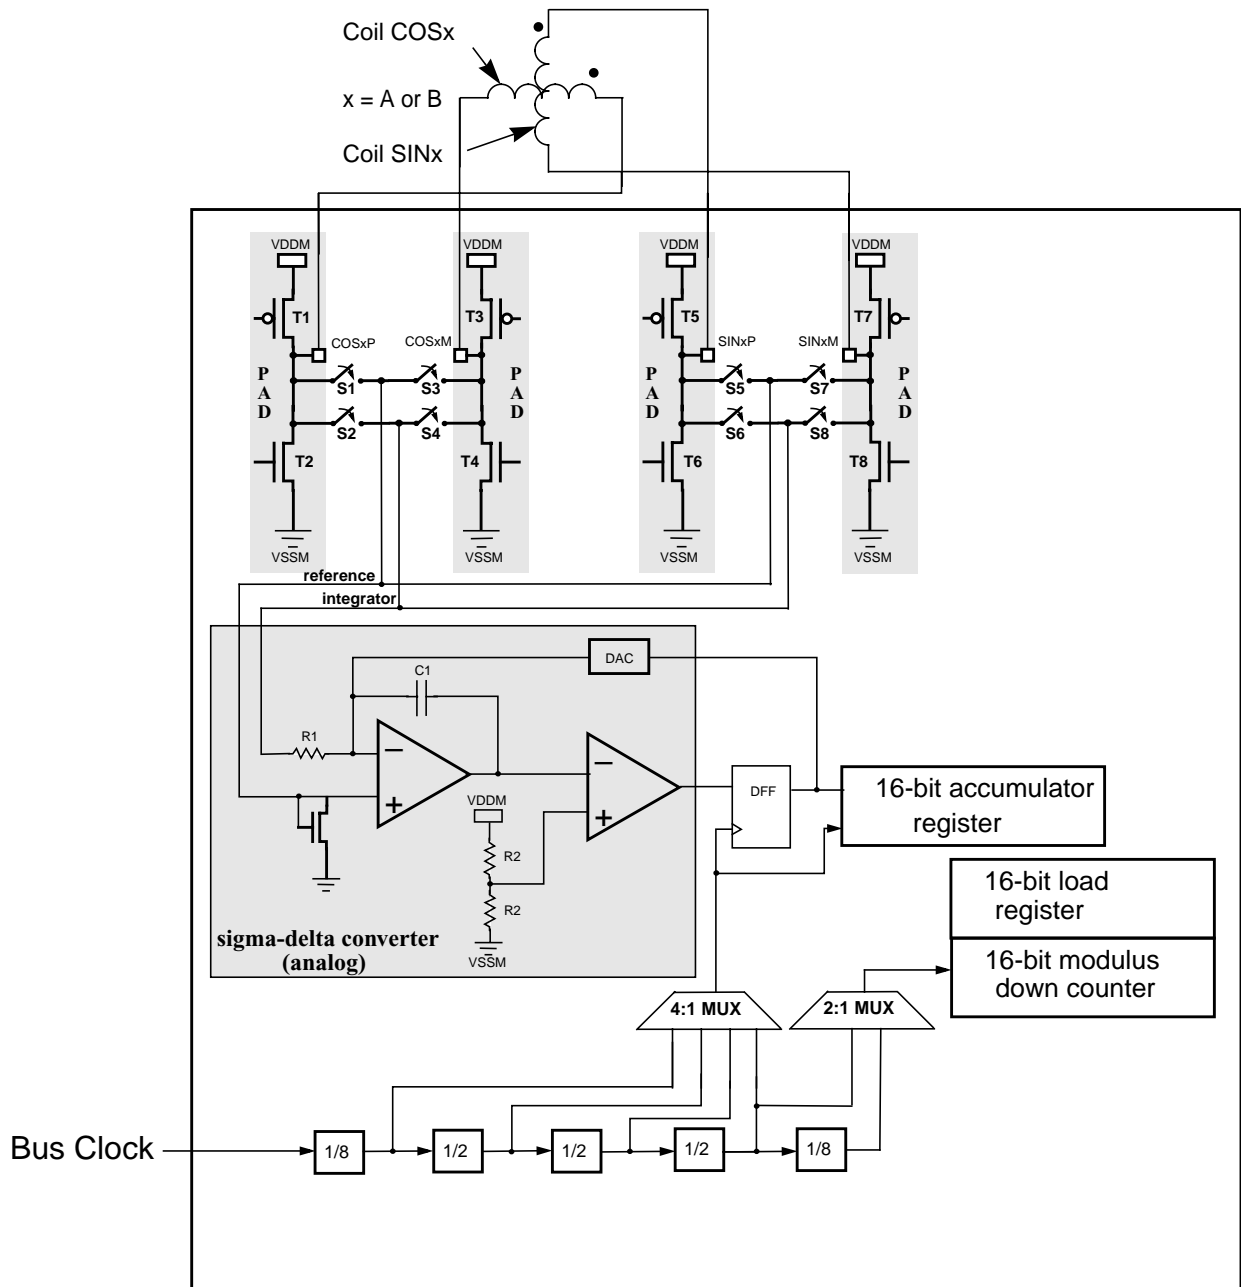 Coil COSx
x = A or B
Coil SINx
VDDM
VDDM
VDDM
VDDM
T1
T3
T5
T7
COSxP
COSxM
SINxP
SINxM
P
A
D
S1
S3
P
A
D
P
A
D
S5
S7
P
A
D
S2
S4
S6
S8
T2
T4
T6
T8
VSSM
VSSM
VSSM
VSSM
reference
integrator
DAC
C1
R1
VDDM
R2
R2
VSSM
DFF
16-bit accumulator
register
16-bit load
register
16-bit modulus
down counter
sigma-delta converter
(analog)
4:1 MUX
2:1 MUX
Bus Clock
1/8
1/2
1/2
1/2
1/8